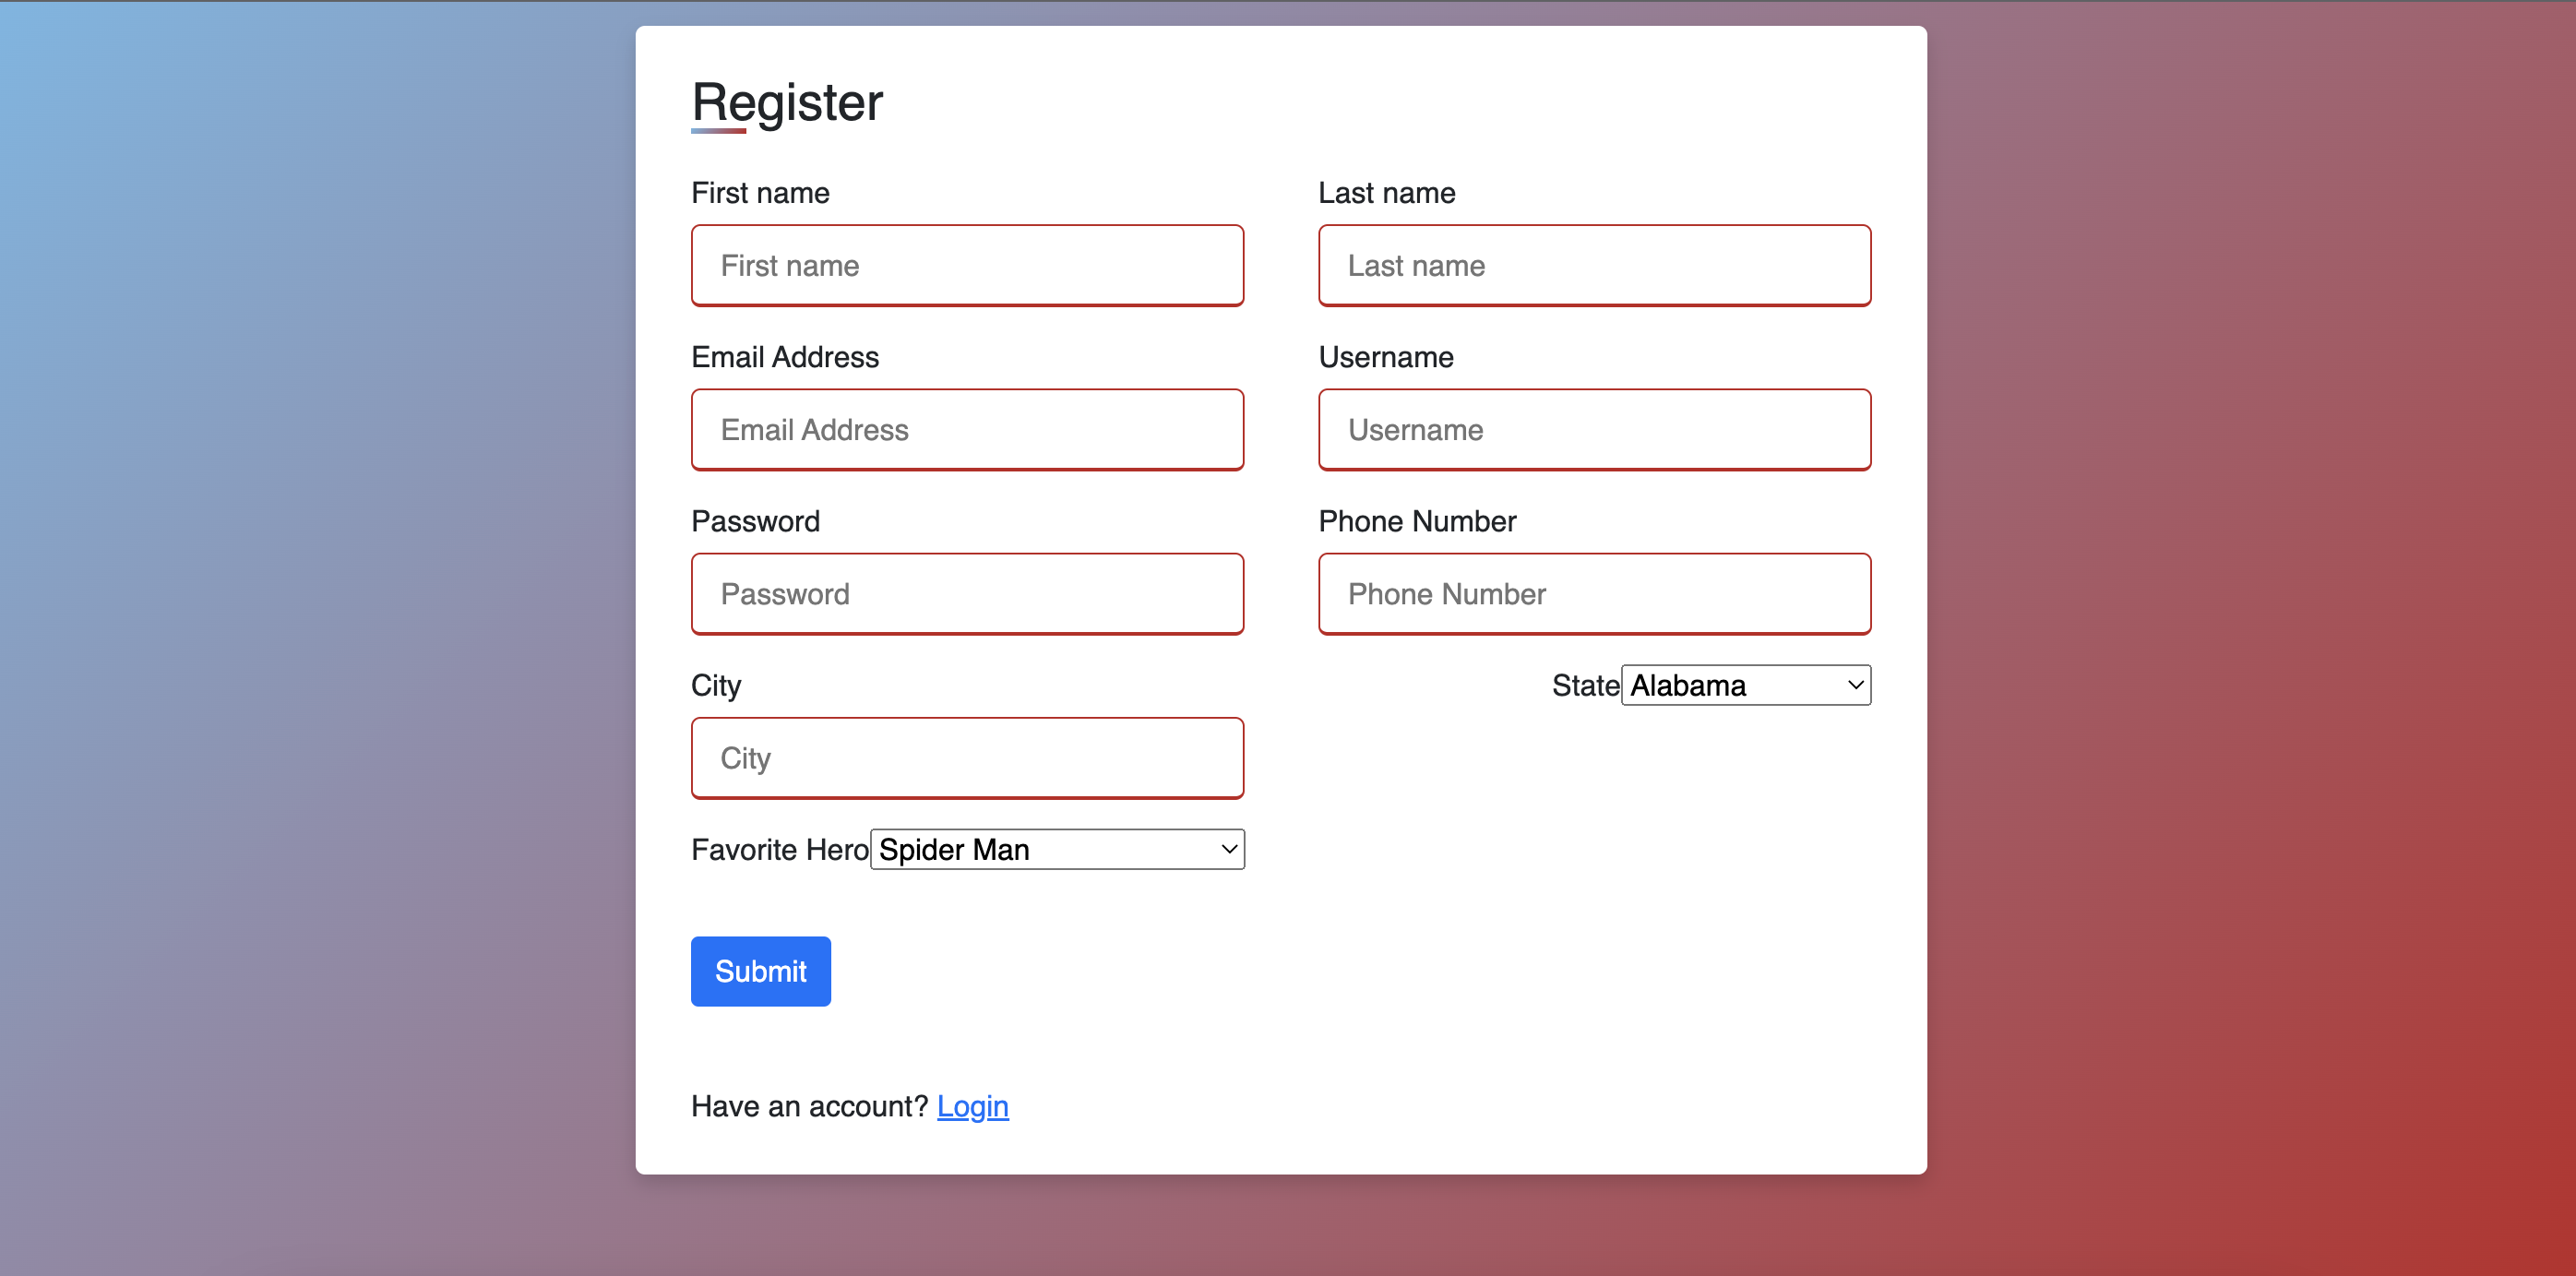 Register
First name
Last name
First name
Last name
Email Address
Username
Email Address
Username
Password
Phone Number
Password
Phone Number
City
State Alabama
City
Favorite Hero Spider Man
Submit
Have an account? Login